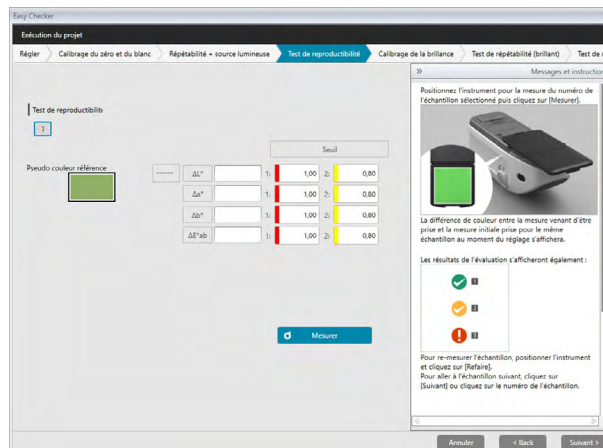 Easy Checker
Exécution du projet
Régler
Calibrage du zéro et du blanc
Répétabilité + source lumineuse
Test de reproductibilité
Calibrage de la brillance
Test de répétabilité (brillant)
Test de
Test de reproductibilité
1
Pseudo couleur référence
Seuil
------ ΔL* 1: 1,00 2: 0,80
Δa* 1: 1,00 2: 0,80
Δb* 1: 1,00 2: 0,80
ΔE*ab 1: 1,00 2: 0,80
Mesurer
» Messages et instruction
Positionnez l'instrument pour la mesure du numéro de
l'échantillon sélectionné puis cliquez sur [Mesurer].
La différence de couleur entre la mesure venant d'être
prise et la mesure initiale prise pour le même
échantillon au moment du réglage s'affichera.
Les résultats de l'évaluation s'afficheront également :
1
2
3
Pour re-mesurer l'échantillon, positionner l'instrument
et cliquez sur [Refaire].
Pour aller à l'échantillon suivant, cliquez sur
[Suivant] ou cliquez sur le numéro de l'échantillon.
Annuler
< Back
Suivant >